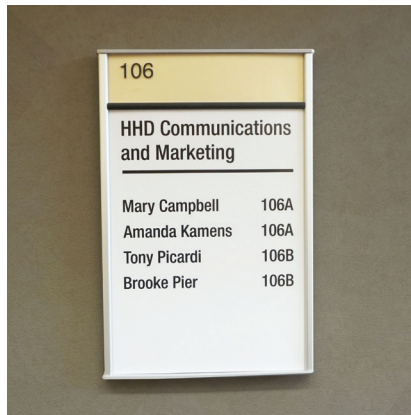 106
HHD Communications
and Marketing
Mary Campbell 106A
Amanda Kamens 106A
Tony Picardi 106B
Brooke Pier 106B